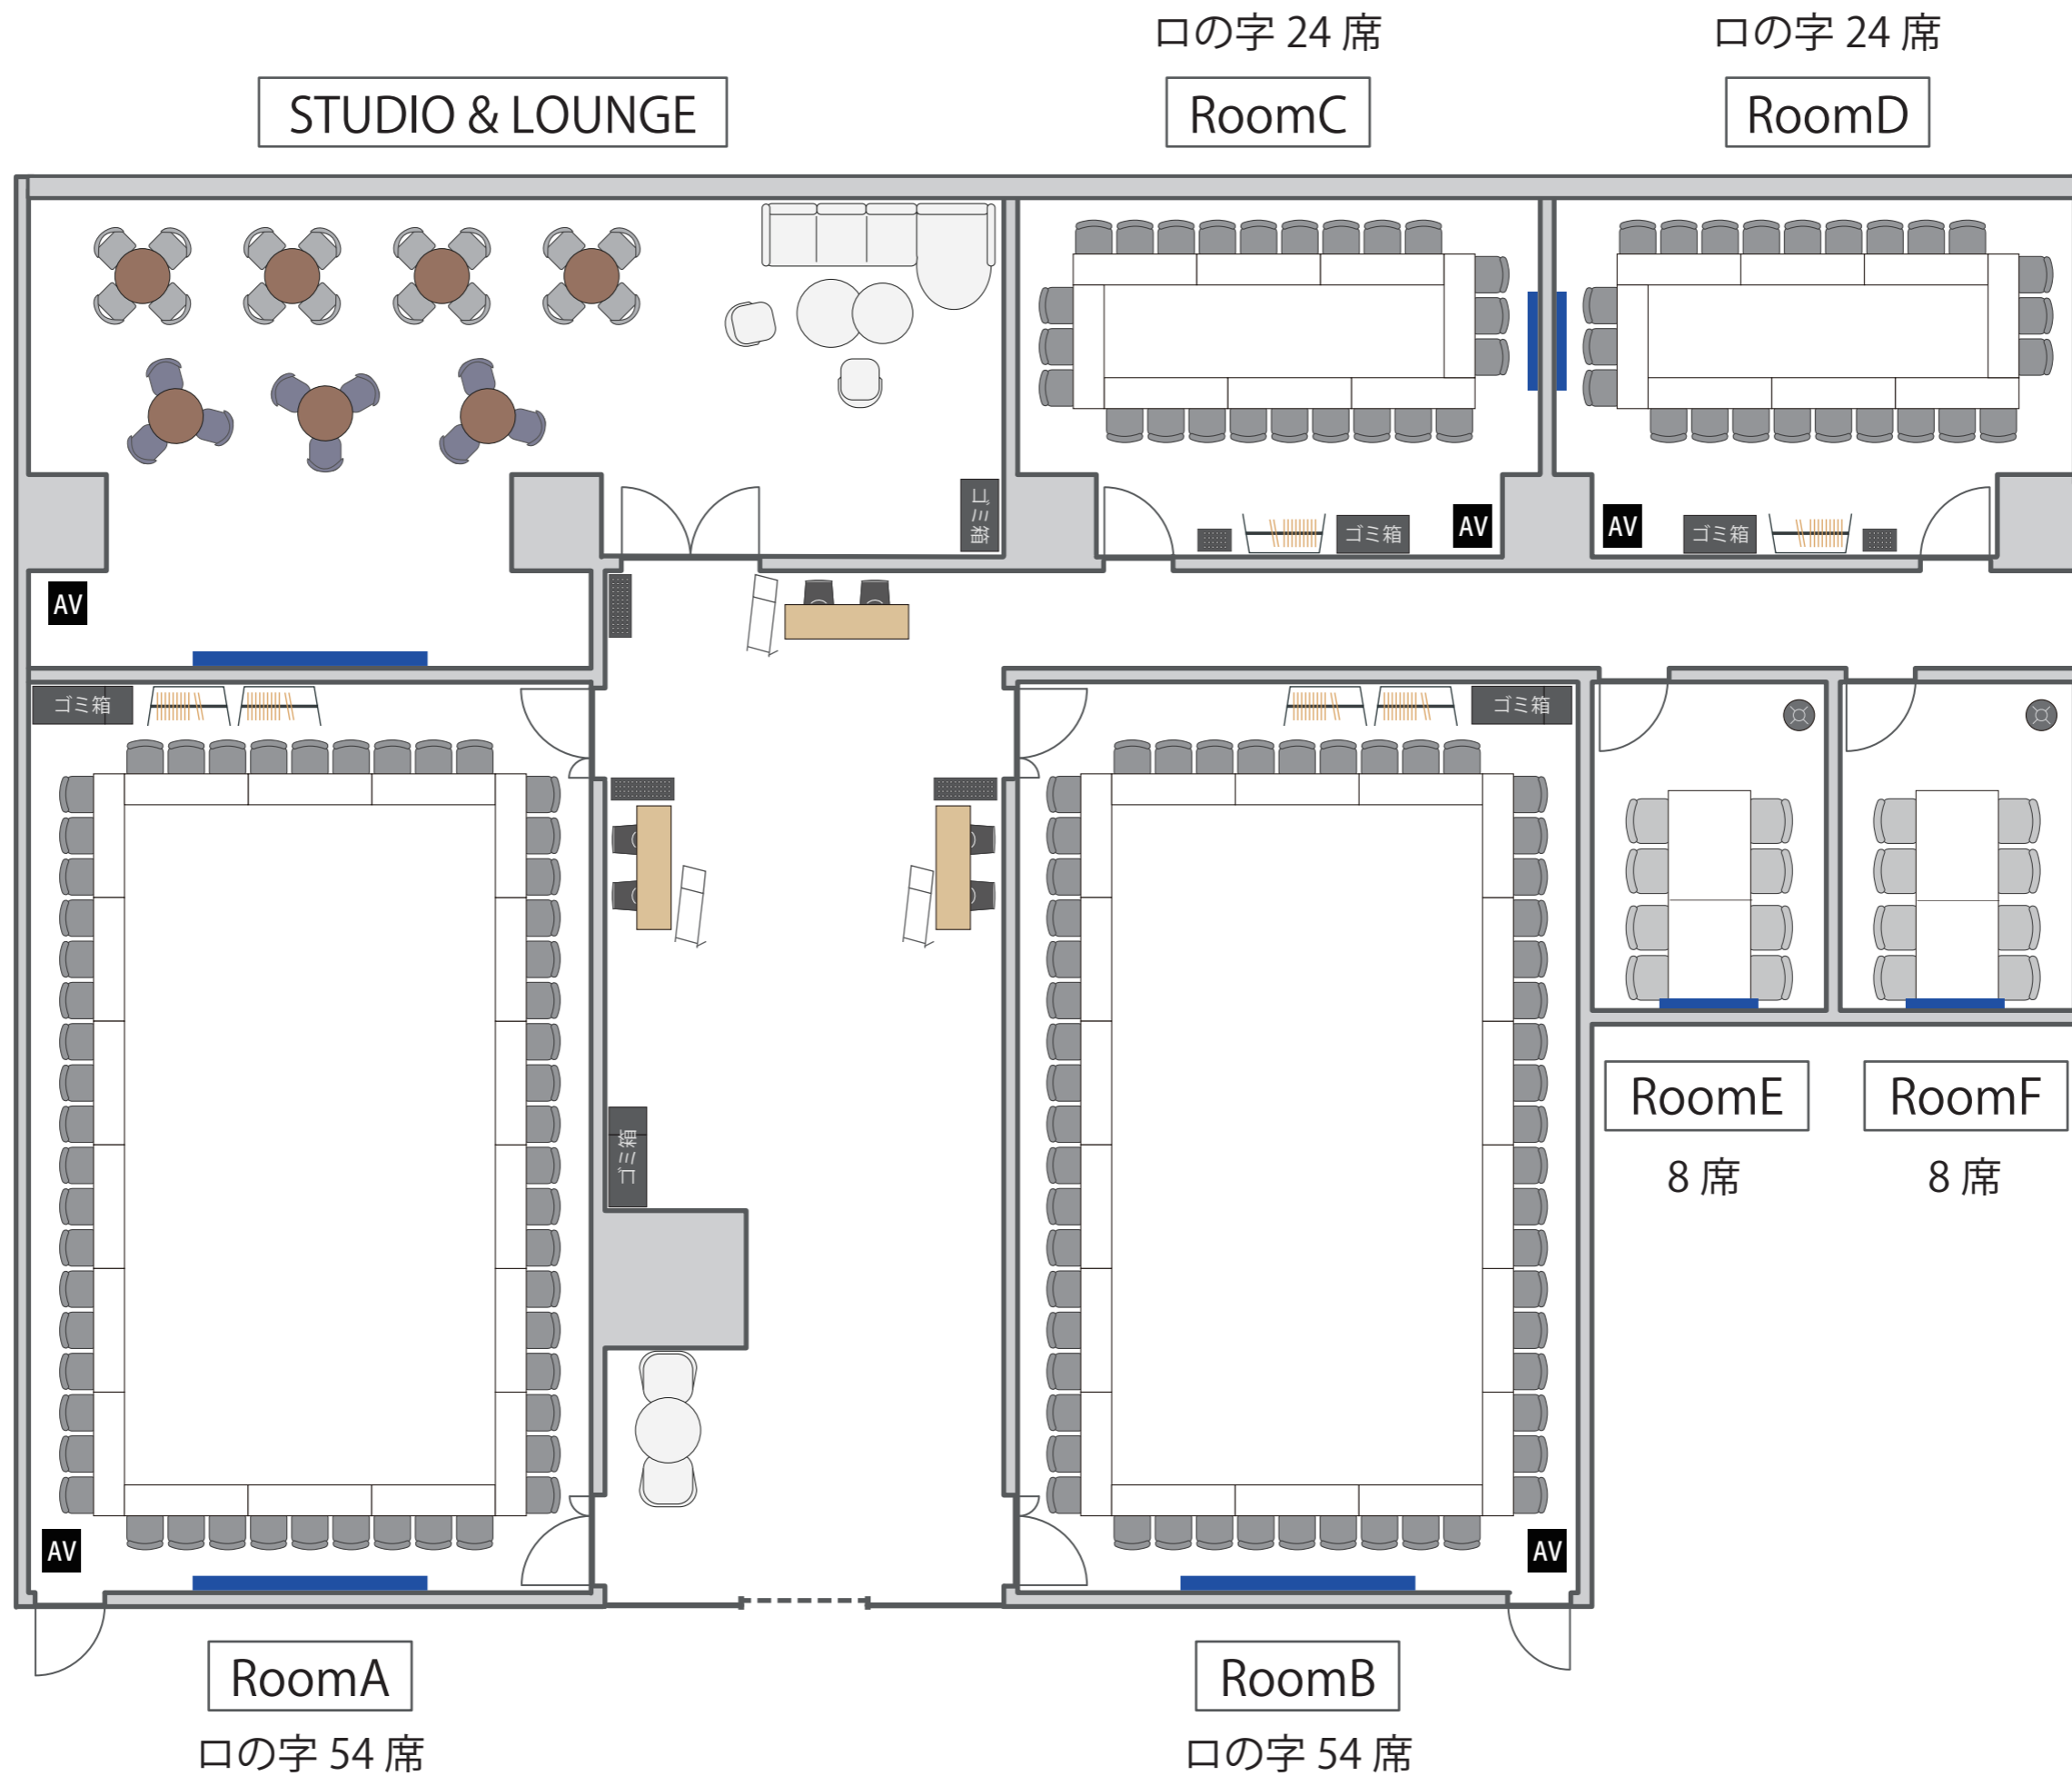 ロの字 24 席
ロの字 24 席
STUDIO & LOUNGE
RoomC
RoomD
ゴミ箱
AV
AV
ゴミ箱
ゴミ箱
AV
ゴミ箱
ゴミ箱
RoomE
RoomF
ゴミ箱
8 席
8 席
AV
AV
RoomA
RoomB
ロの字 54 席
ロの字 54 席